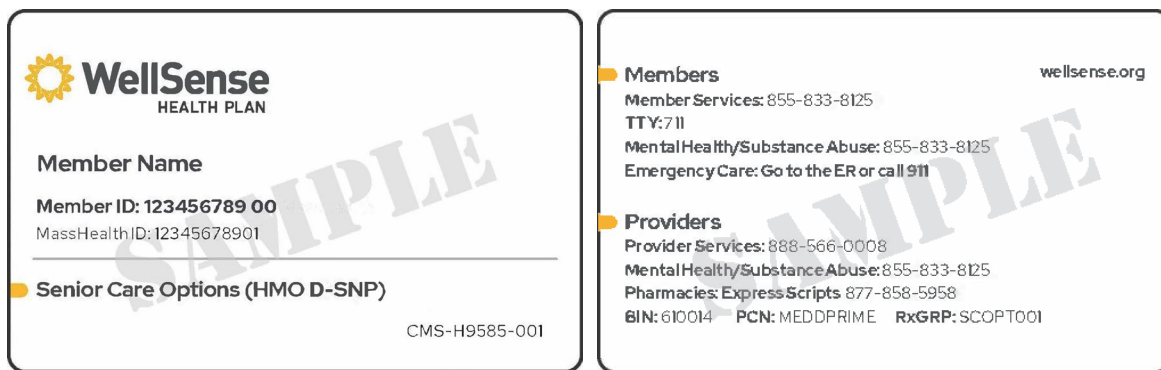 WellSense
HEALTH PLAN
Member Name
Member ID: 123456789 00
MassHealth ID: 12345678901
Senior Care Options (HMO D-SNP)
CMS-H9585-001
SAMPLE
Members
wellsense.org
Member Services: 855-833-8125
TTY: 711
Mental Health/Substance Abuse: 855-833-8125
Emergency Care: Go to the ER or call 911
Providers
Provider Services: 888-566-0008
Mental Health/Substance Abuse: 855-833-8125
Pharmacies: Express Scripts 877-858-5958
BIN: 610014 PCN: MEDDPRIME RxGRP: SCOPT001
SAMPLE